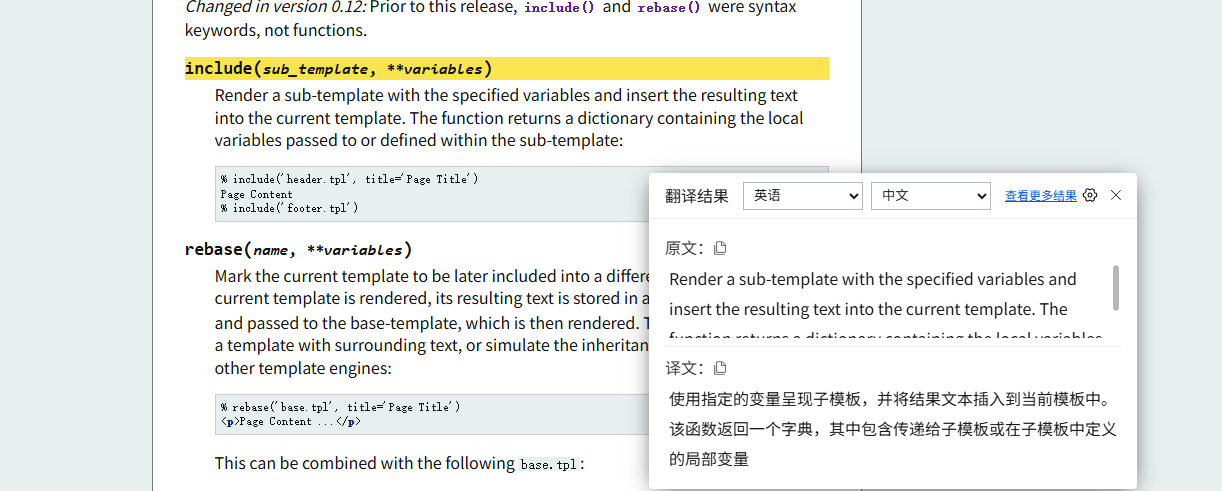 Changed in version 0.12: Prior to this release, include() and rebase() were syntax
keywords, not functions.
include(sub_template, **variables)
Render a sub-template with the specified variables and insert the resulting text
into the current template. The function returns a dictionary containing the local
variables passed to or defined within the sub-template:
% include('header.tpl', title='Page Title')
Page Content
% include('footer.tpl')
rebase(name, **variables)
Mark the current template to be later included into a differe
current template is rendered, its resulting text is stored in a
and passed to the base-template, which is then rendered. T
a template with surrounding text, or simulate the inheritan
other template engines:
% rebase('base.tpl', title='Page Title')
<p>Page Content ...</p>
This can be combined with the following base.tpl:
翻译结果 英语 中文 查看更多结果
原文:
Render a sub-template with the specified variables and
insert the resulting text into the current template. The
function returns a dictionary containing the local variables
译文:
使用指定的变量呈现子模板，并将结果文本插入到当前模板中。
该函数返回一个字典，其中包含传递给子模板或在子模板中定义
的局部变量